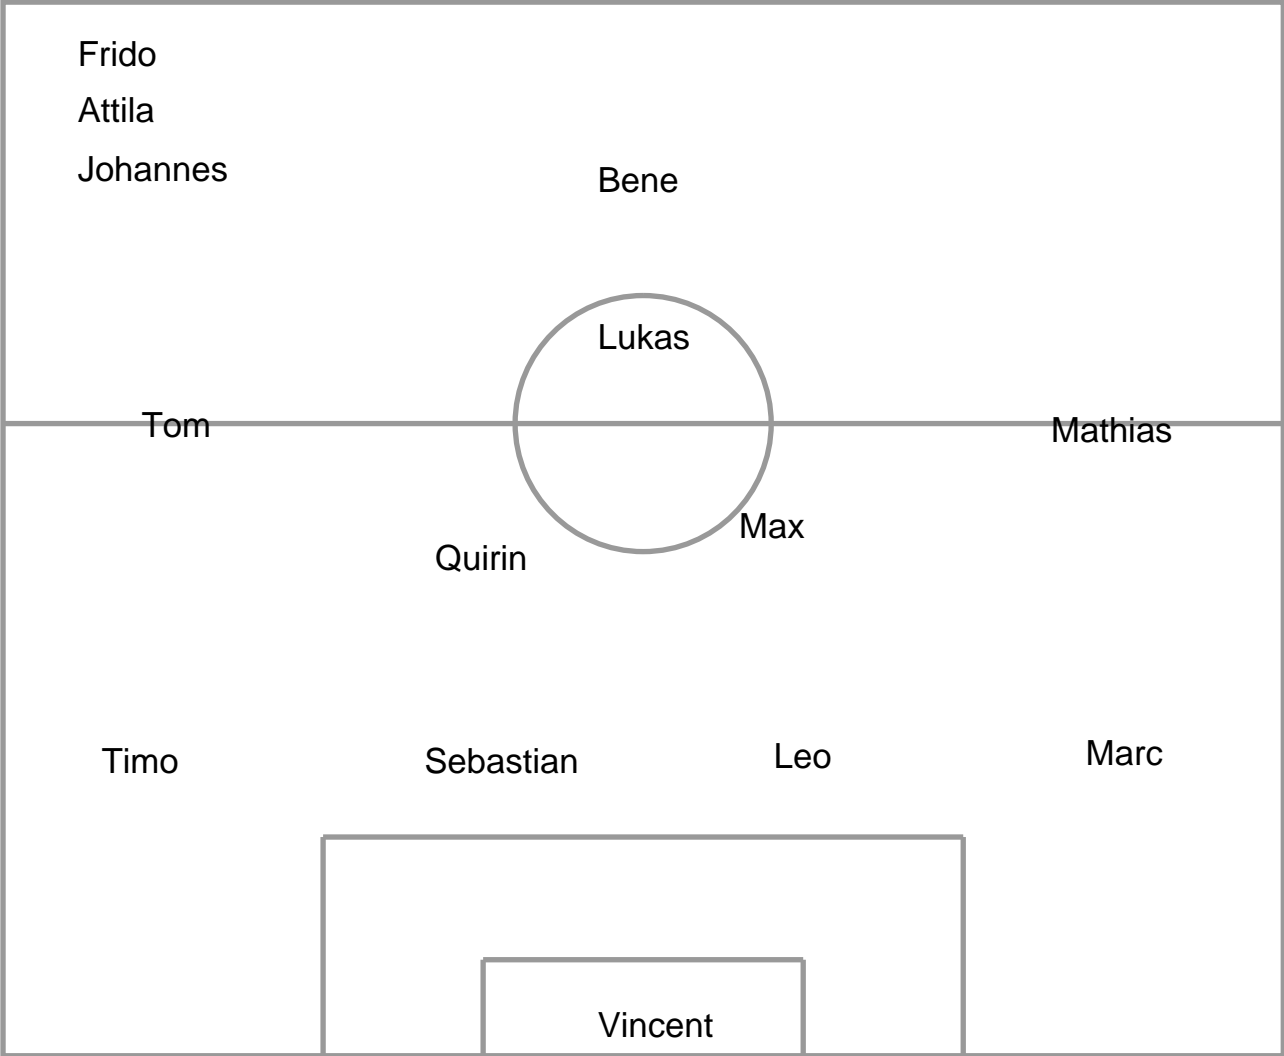 Frido
Attila
Johannes
Bene
Lukas
Tom
Mathias
Max
Quirin
Timo
Sebastian
Leo
Marc
Vincent